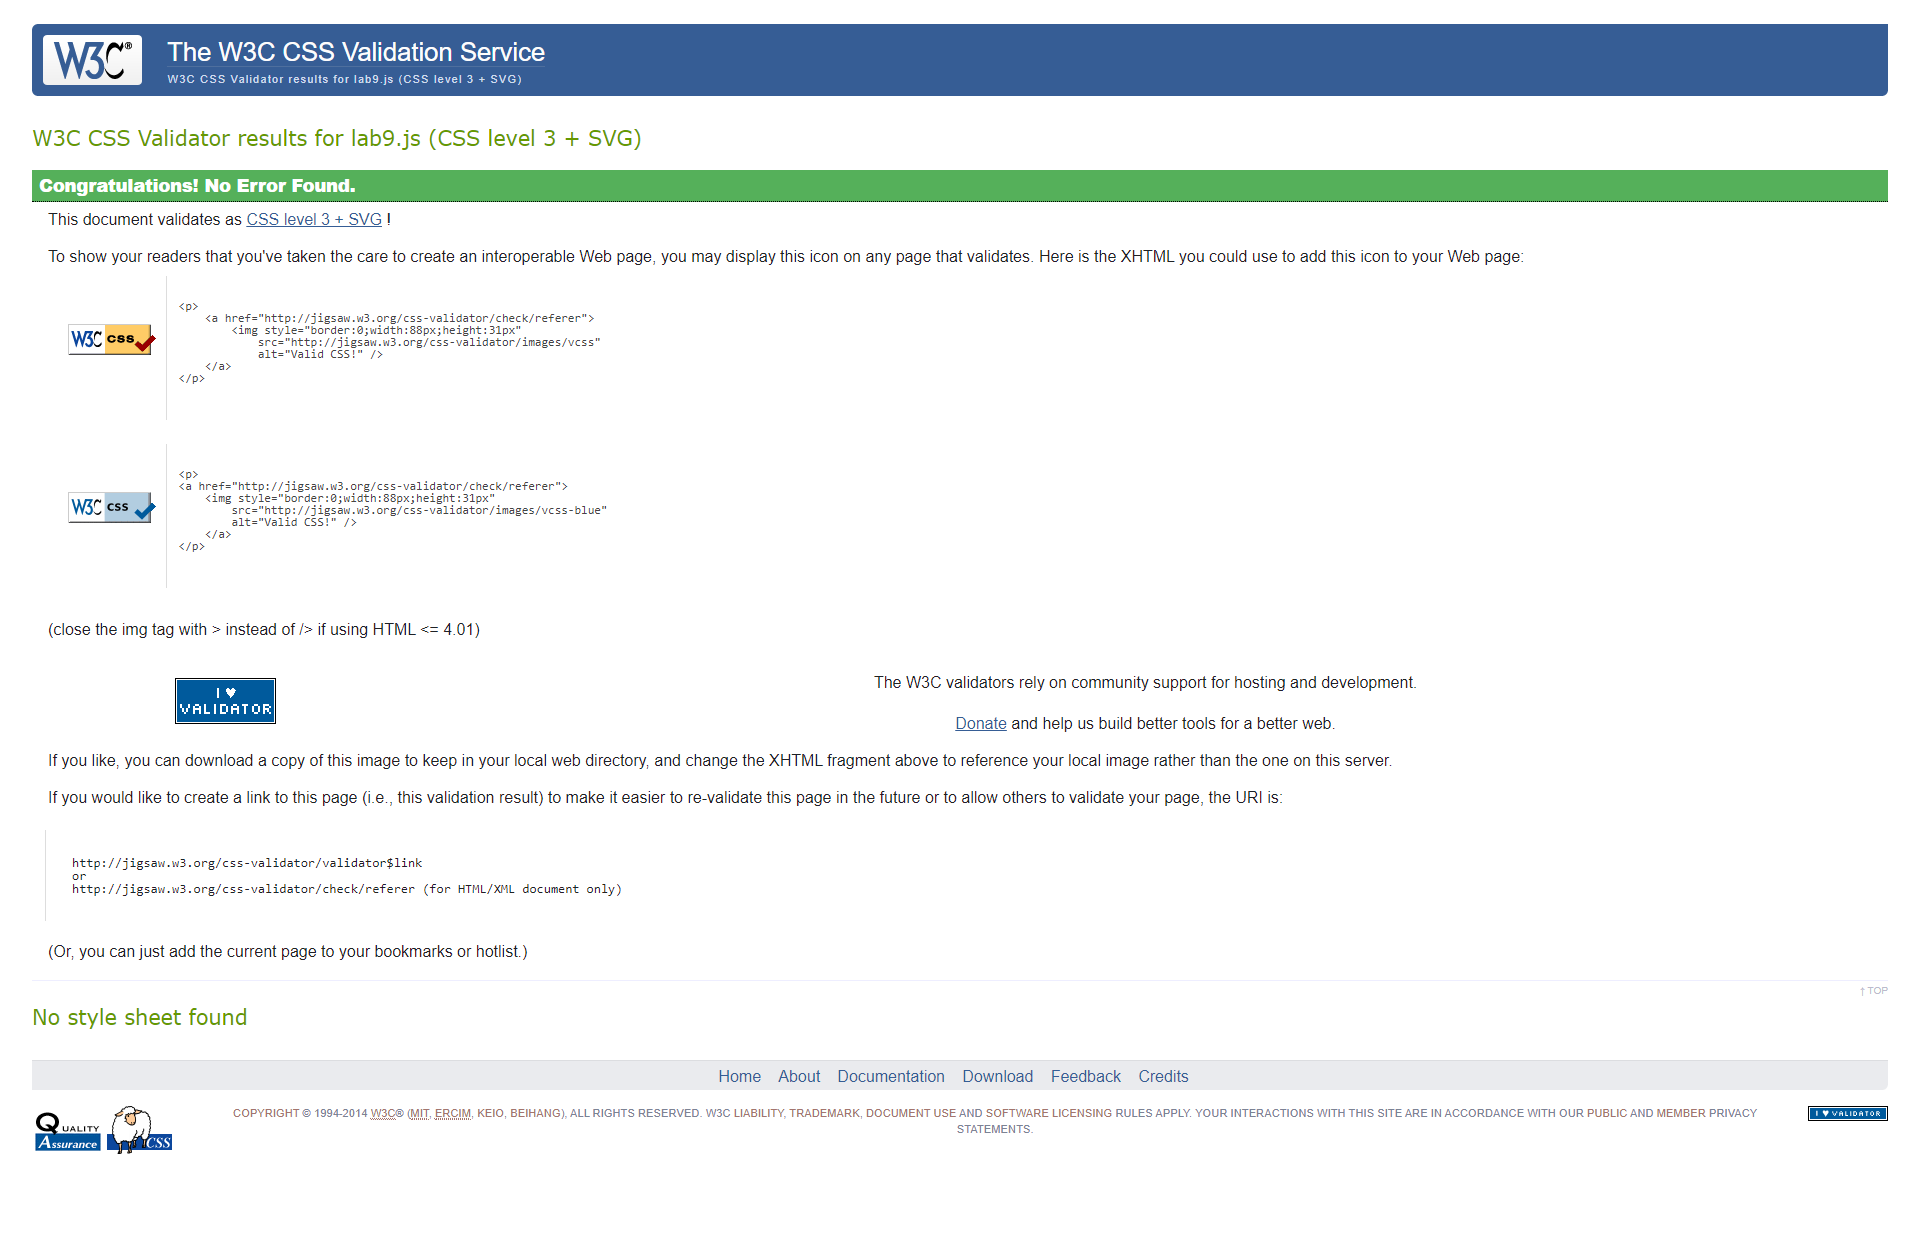 W3C®
The W3C CSS Validation Service
W3C CSS Validator results for lab9.js (CSS level 3 + SVG)
W3C CSS Validator results for lab9.js (CSS level 3 + SVG)
Congratulations! No Error Found.
This document validates as CSS level 3 + SVG !
To show your readers that you've taken the care to create an interoperable Web page, you may display this icon on any page that validates. Here is the XHTML you could use to add this icon to your Web page:
W3C CSS
<p>
<a href="http://jigsaw.w3.org/css-validator/check/referer">
<img style="border:0;width:88px;height:31px"
src="http://jigsaw.w3.org/css-validator/images/vcss"
alt="Valid CSS!" />
</a>
</p>
W3C CSS
<p>
<a href="http://jigsaw.w3.org/css-validator/check/referer">
<img style="border:0;width:88px;height:31px"
src="http://jigsaw.w3.org/css-validator/images/vcss-blue"
alt="Valid CSS!" />
</a>
</p>
(close the img tag with > instead of /> if using HTML <= 4.01)
I ♥
VALIDATOR
The W3C validators rely on community support for hosting and development.
Donate and help us build better tools for a better web.
If you like, you can download a copy of this image to keep in your local web directory, and change the XHTML fragment above to reference your local image rather than the one on this server.
If you would like to create a link to this page (i.e., this validation result) to make it easier to re-validate this page in the future or to allow others to validate your page, the URI is:
http://jigsaw.w3.org/css-validator/validator$link
or
http://jigsaw.w3.org/css-validator/check/referer (for HTML/XML document only)
(Or, you can just add the current page to your bookmarks or hotlist.)
↑ TOP
No style sheet found
Home About Documentation Download Feedback Credits
QUALITY
Assurance
CSS
COPYRIGHT © 1994-2014 W3C® (MIT, ERCIM, KEIO, BEIHANG), ALL RIGHTS RESERVED. W3C LIABILITY, TRADEMARK, DOCUMENT USE AND SOFTWARE LICENSING RULES APPLY. YOUR INTERACTIONS WITH THIS SITE ARE IN ACCORDANCE WITH OUR PUBLIC AND MEMBER PRIVACY
STATEMENTS.
I ♥ VALIDATOR